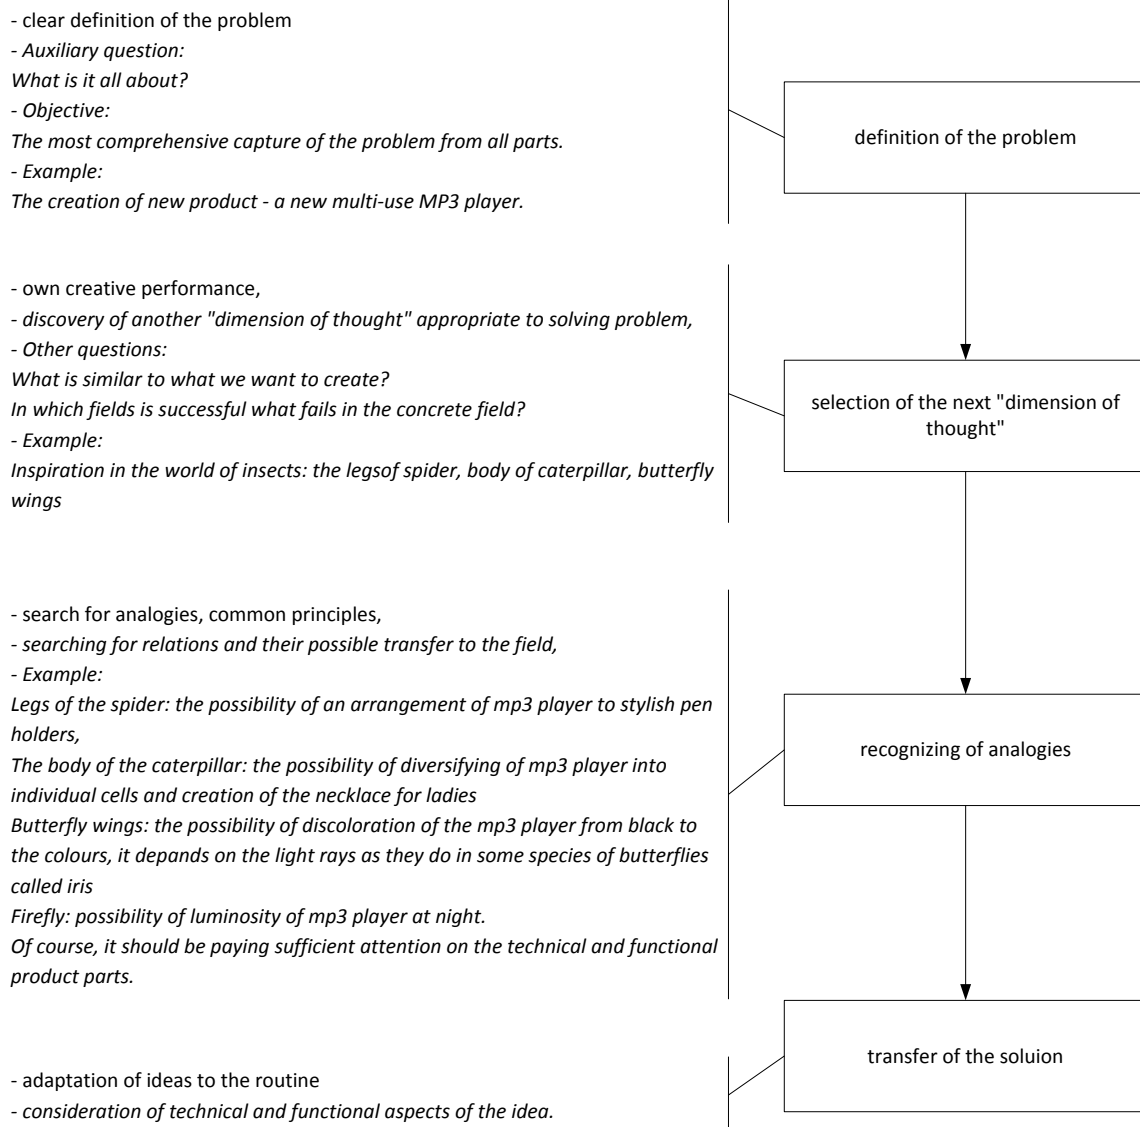 - clear definition of the problem
- Auxiliary question:
What is it all about?
- Objective:
The most comprehensive capture of the problem from all parts.
- Example:
The creation of new product - a new multi-use MP3 player.
definition of the problem
- own creative performance,
- discovery of another "dimension of thought" appropriate to solving problem,
- Other questions:
What is similar to what we want to create?
In which fields is successful what fails in the concrete field?
- Example:
Inspiration in the world of insects: the legsof spider, body of caterpillar, butterfly
wings
selection of the next "dimension of
thought"
- search for analogies, common principles,
- searching for relations and their possible transfer to the field,
- Example:
Legs of the spider: the possibility of an arrangement of mp3 player to stylish pen
holders,
The body of the caterpillar: the possibility of diversifying of mp3 player into
individual cells and creation of the necklace for ladies
Butterfly wings: the possibility of discoloration of the mp3 player from black to
the colours, it depands on the light rays as they do in some species of butterflies
called iris
Firefly: possibility of luminosity of mp3 player at night.
Of course, it should be paying sufficient attention on the technical and functional
product parts.
recognizing of analogies
- adaptation of ideas to the routine
- consideration of technical and functional aspects of the idea.
transfer of the soluion